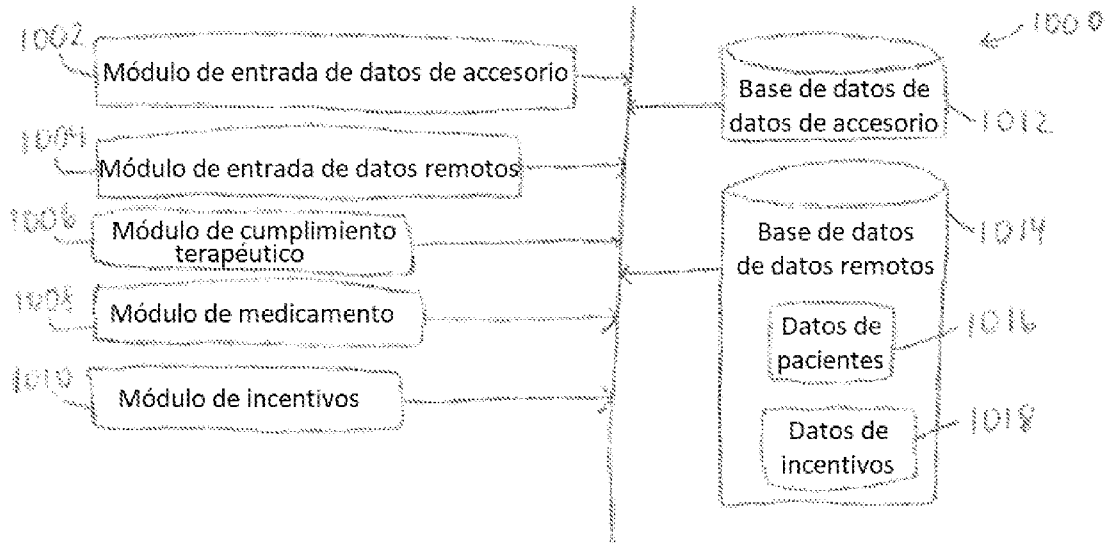 1000
1002
Módulo de entrada de datos de accesorio
1004
Módulo de entrada de datos remotos
1006
Módulo de cumplimiento
terapéutico
1008
Módulo de medicamento
1010
Módulo de incentivos
Base de datos de
datos de accesorio
1012
Base de datos
de datos remotos
1014
Datos de
pacientes
1016
Datos de
incentivos
1018